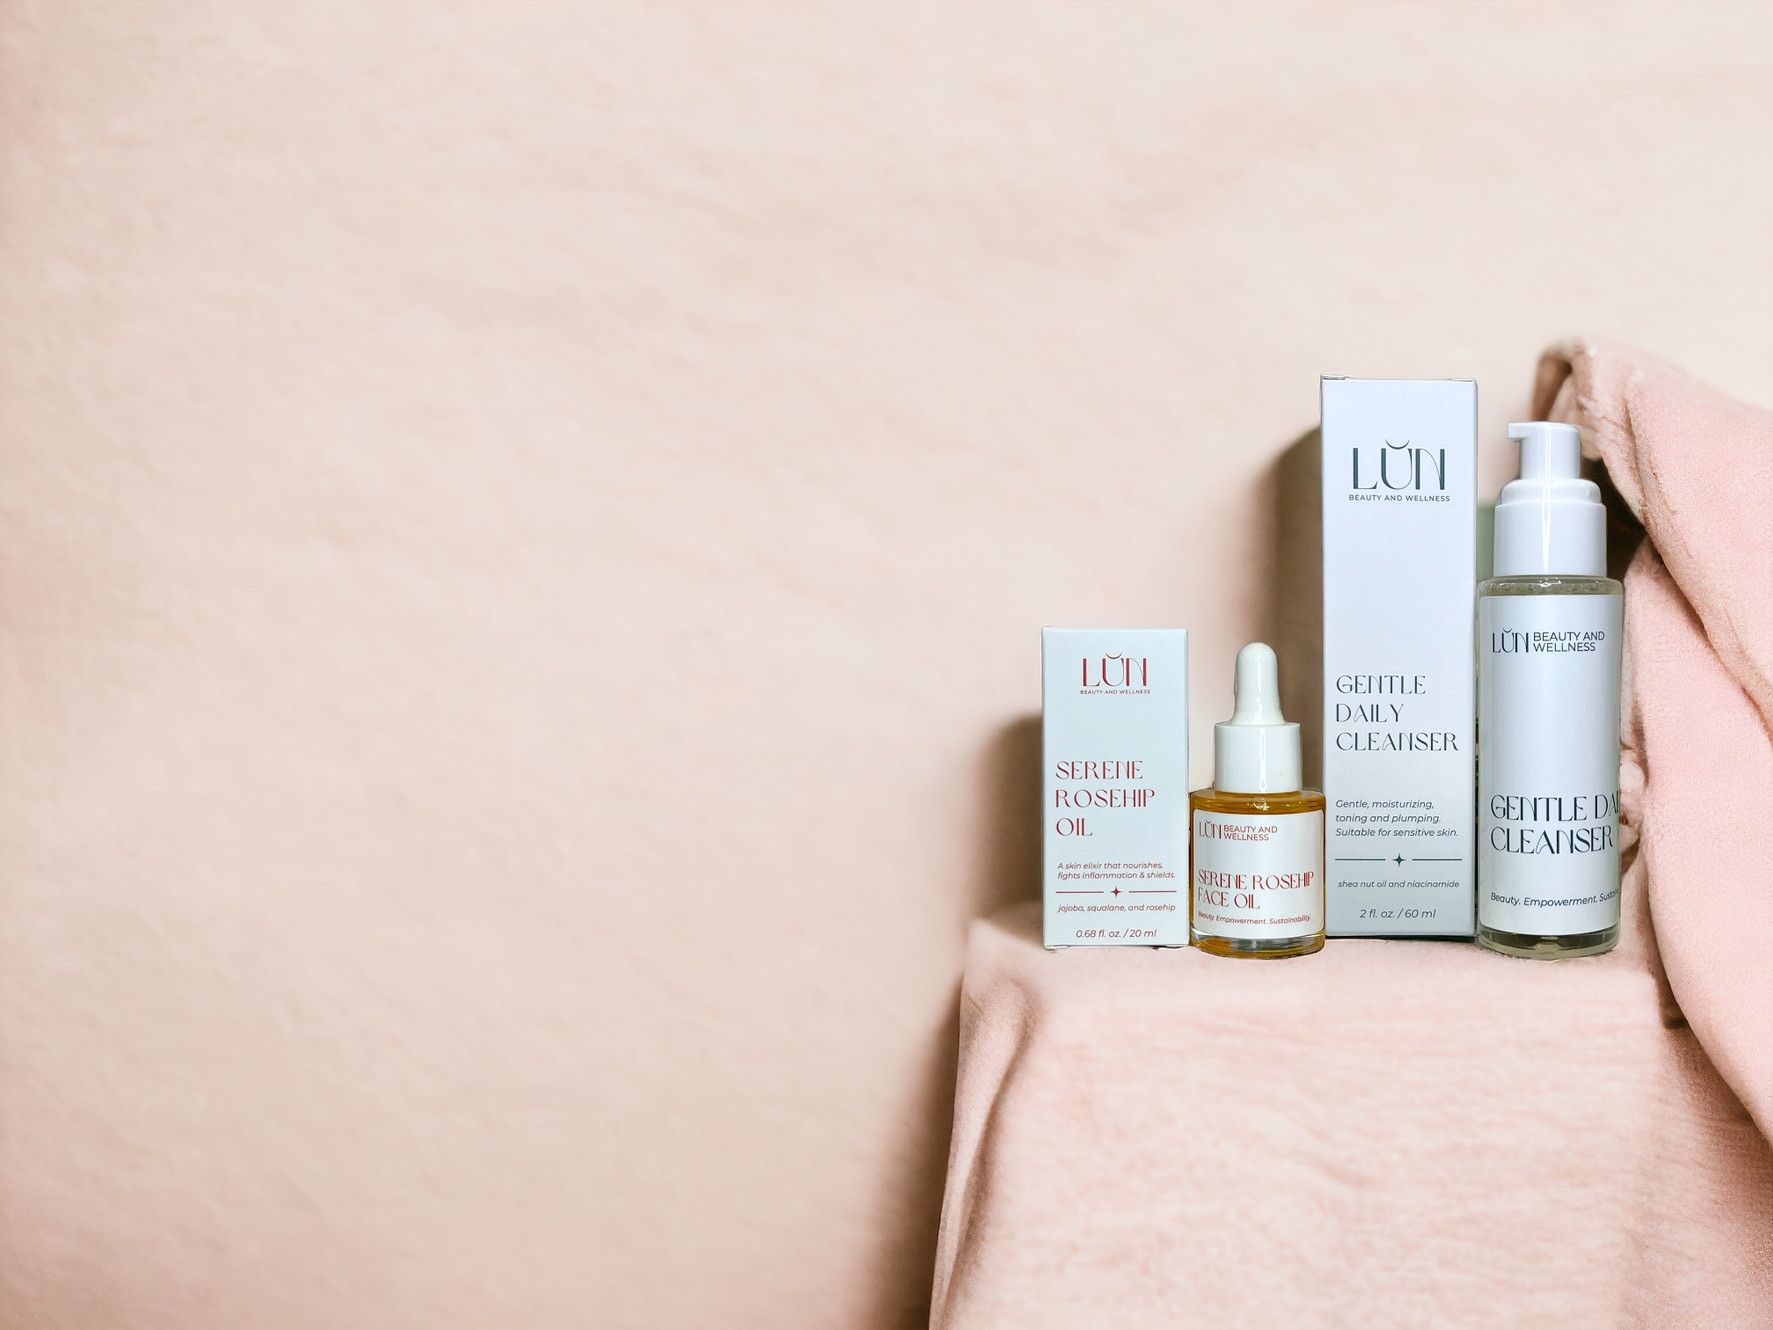 LŬN
BEAUTY AND WELLNESS
SERENE
ROSEHIP
OIL
A skin elixir that nourishes,
fights inflammation & shields.
jojoba, squalane, and rosehip
0.68 fl. oz. / 20 ml
LŬN BEAUTY AND
WELLNESS
SERENE ROSEHIP
FACE OIL
Beauty. Empowerment. Sustainability.
LŬN
BEAUTY AND WELLNESS
GENTLE
DAILY
CLEANSER
Gentle, moisturizing,
toning and plumping.
Suitable for sensitive skin.
shea nut oil and niacinamide
2 fl. oz. / 60 ml
LŬN BEAUTY AND
WELLNESS
GENTLE DAI
CLEANSER
Beauty. Empowerment. Sustai